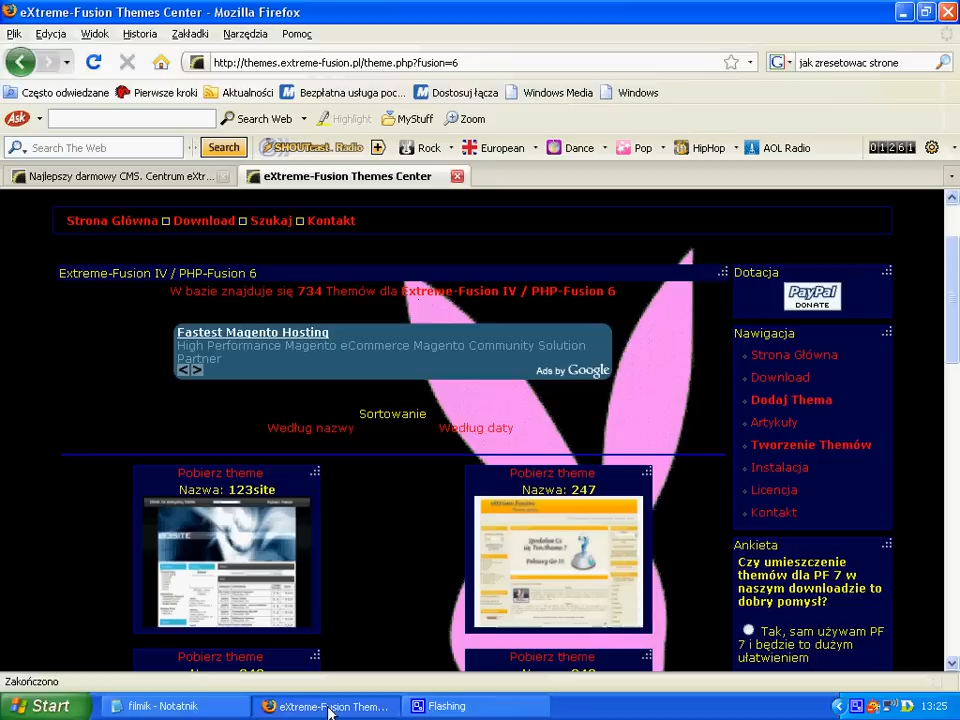 eXtreme-Fusion Themes Center - Mozilla Firefox
Plik Edycja Widok Historia Zakładki Narzędzia Pomoc
http://themes.extreme-fusion.pl/theme.php?fusion=6
G jak zresetowac strone
Często odwiedzane Pierwsze kroki Aktualności Bezpłatna usługa poc... Dostosuj łącza Windows Media Windows
Ask Search Web Highlight MyStuff Zoom
Search The Web Search SHOUTcast Radio Rock European Dance Pop HipHop AOL Radio 01261
Najlepszy darmowy CMS. Centrum eXtr... eXtreme-Fusion Themes Center
Strona Główna Download Szukaj Kontakt
Extreme-Fusion IV / PHP-Fusion 6
W bazie znajduje się 734 Themów dla Extreme-Fusion IV / PHP-Fusion 6
Fastest Magento Hosting
High Performance Magento eCommerce Magento Community Solution
Partner
Ads by Google
Sortowanie
Według nazwy Według daty
Pobierz theme
Nazwa: 123site
Pobierz theme
Nazwa: 247
Pobierz theme
Pobierz theme
Dotacja
PayPal
DONATE
Nawigacja
Strona Główna
Download
Dodaj Thema
Artykuły
Tworzenie Themów
Instalacja
Licencja
Kontakt
Ankieta
Czy umieszczenie
themów dla PF 7 w
naszym downloadzie to
dobry pomysł?
Tak, sam używam PF
7 i będzie to dużym
ułatwieniem
Zakończono
Start filmik - Notatnik eXtreme-Fusion Them... Flashing 13:25